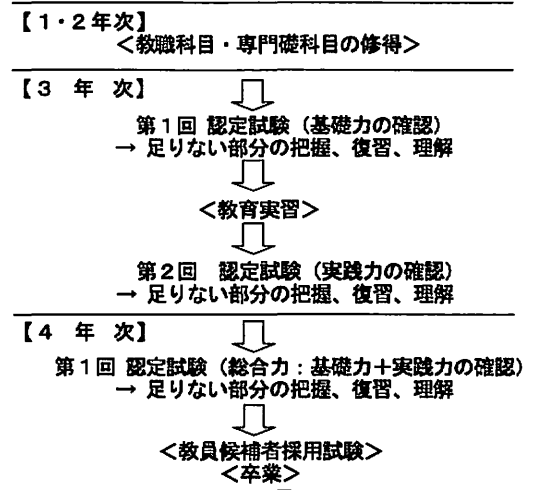 【1・2年次】
<教職科目・専門礎科目の修得>
【3 年 次】
第1回 認定試験（基礎力の確認）
→ 足りない部分の把握、復習、理解
<教育実習>
第2回 認定試験（実践力の確認）
→ 足りない部分の把握、復習、理解
【4 年 次】
第1回 認定試験（総合力：基礎力＋実践力の確認）
→ 足りない部分の把握、復習、理解
<教員候補者採用試験>
<卒業>